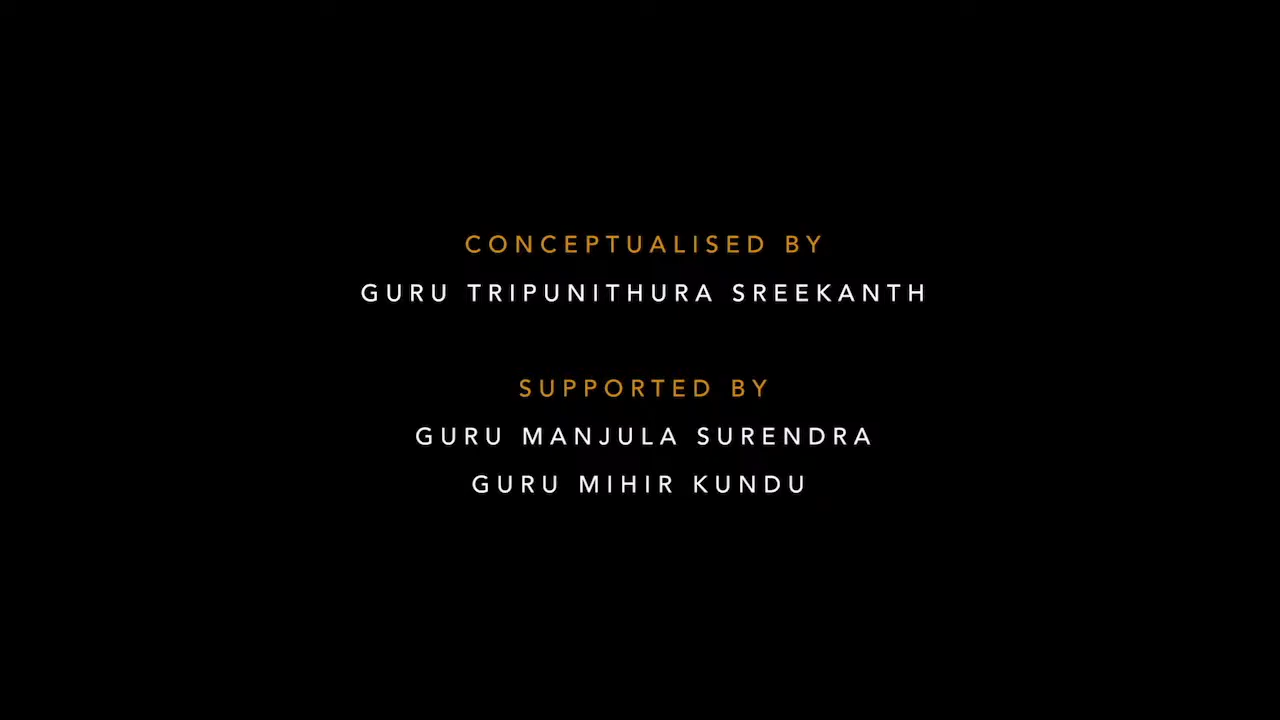 CONCEPTUALISED BY
GURU TRIPUNITHURA SREEKANTH
SUPPORTED BY
GURU MANJULA SURENDRA
GURU MIHIR KUNDU